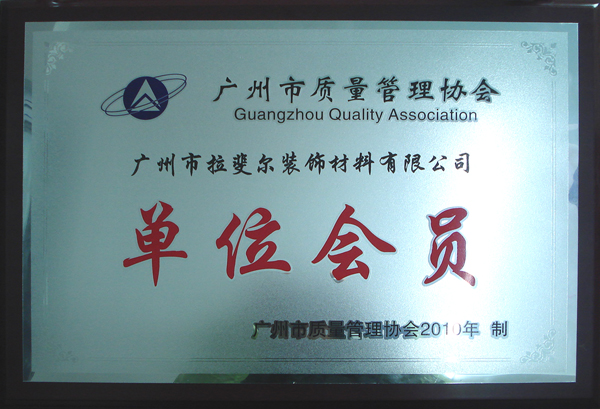 广州市质量管理协会
Guangzhou Quality Association
广州市拉斐尔装饰材料有限公司
单位会员
广州市质量管理协会2010年 制